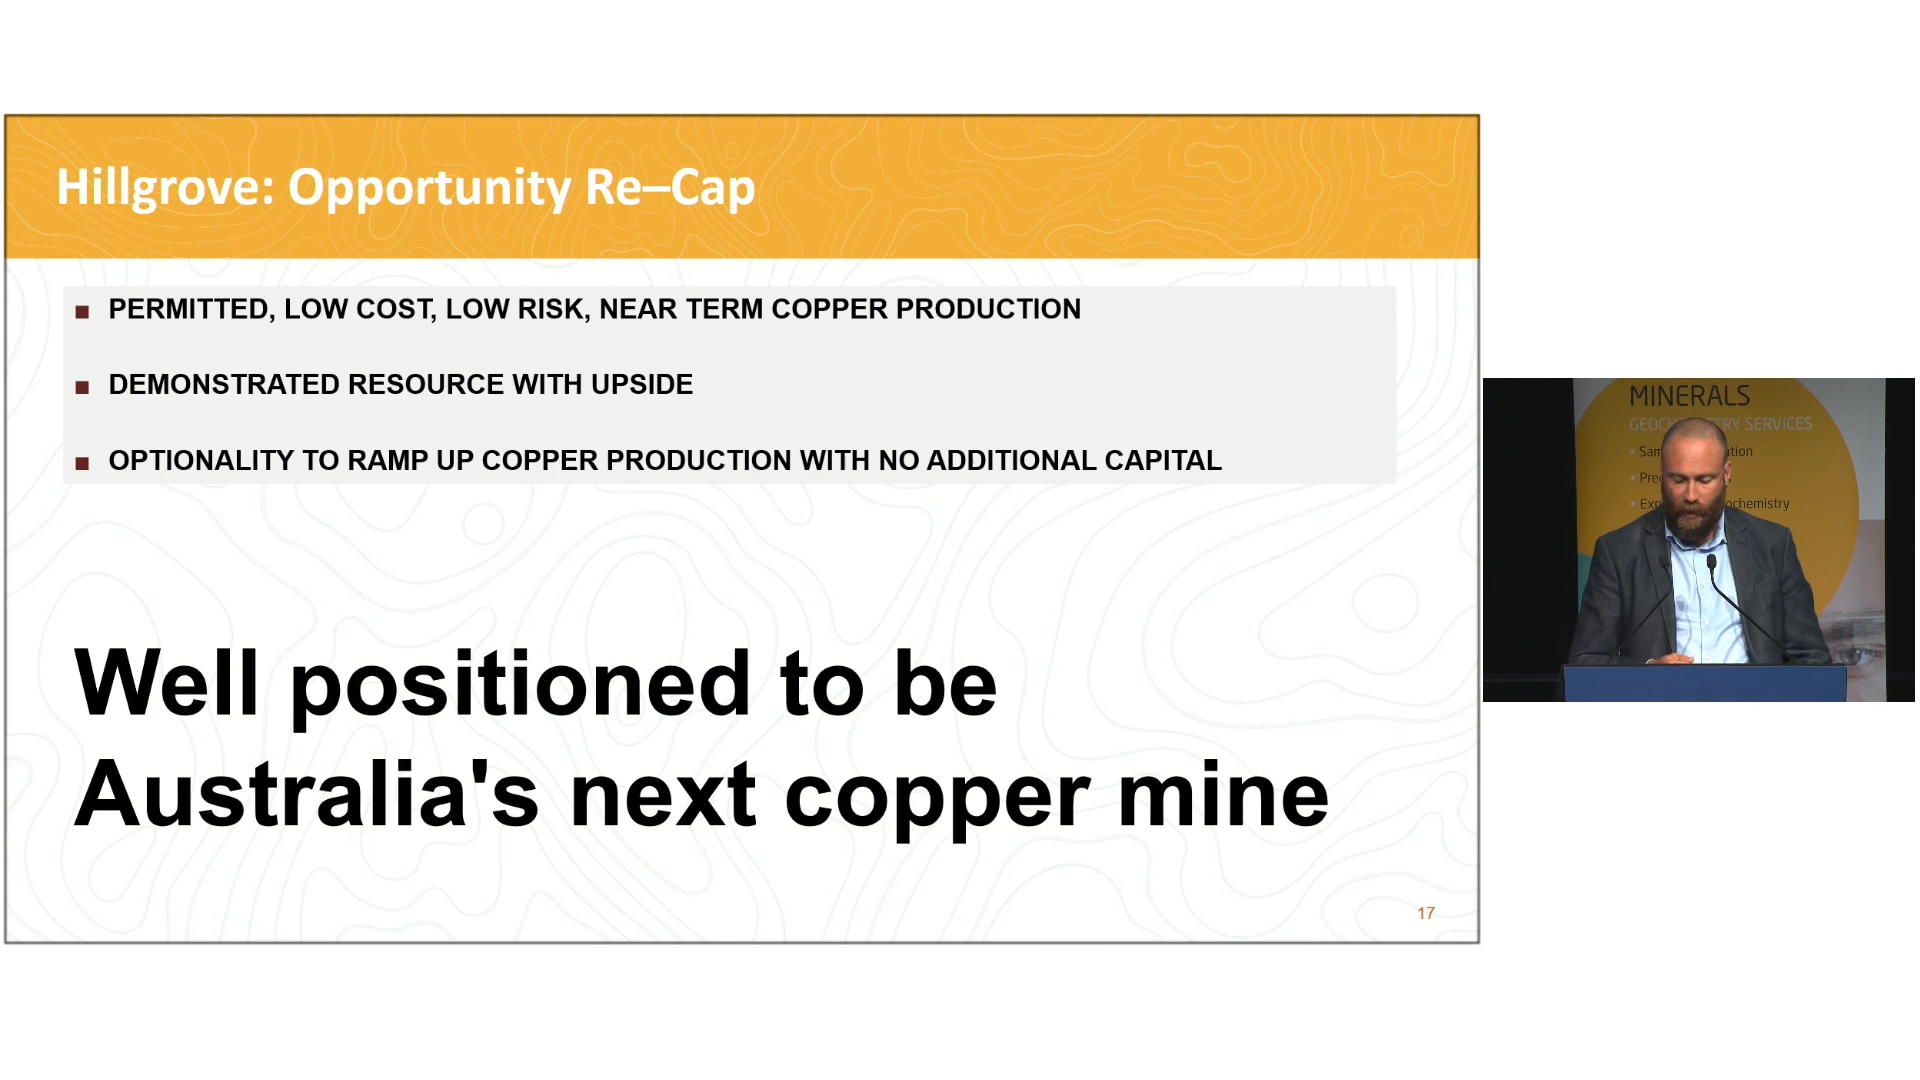 Hillgrove: Opportunity Re–Cap
■ PERMITTED, LOW COST, LOW RISK, NEAR TERM COPPER PRODUCTION
■ DEMONSTRATED RESOURCE WITH UPSIDE
■ OPTIONALITY TO RAMP UP COPPER PRODUCTION WITH NO ADDITIONAL CAPITAL
Well positioned to be
Australia's next copper mine
17
MINERALS
SERVICES